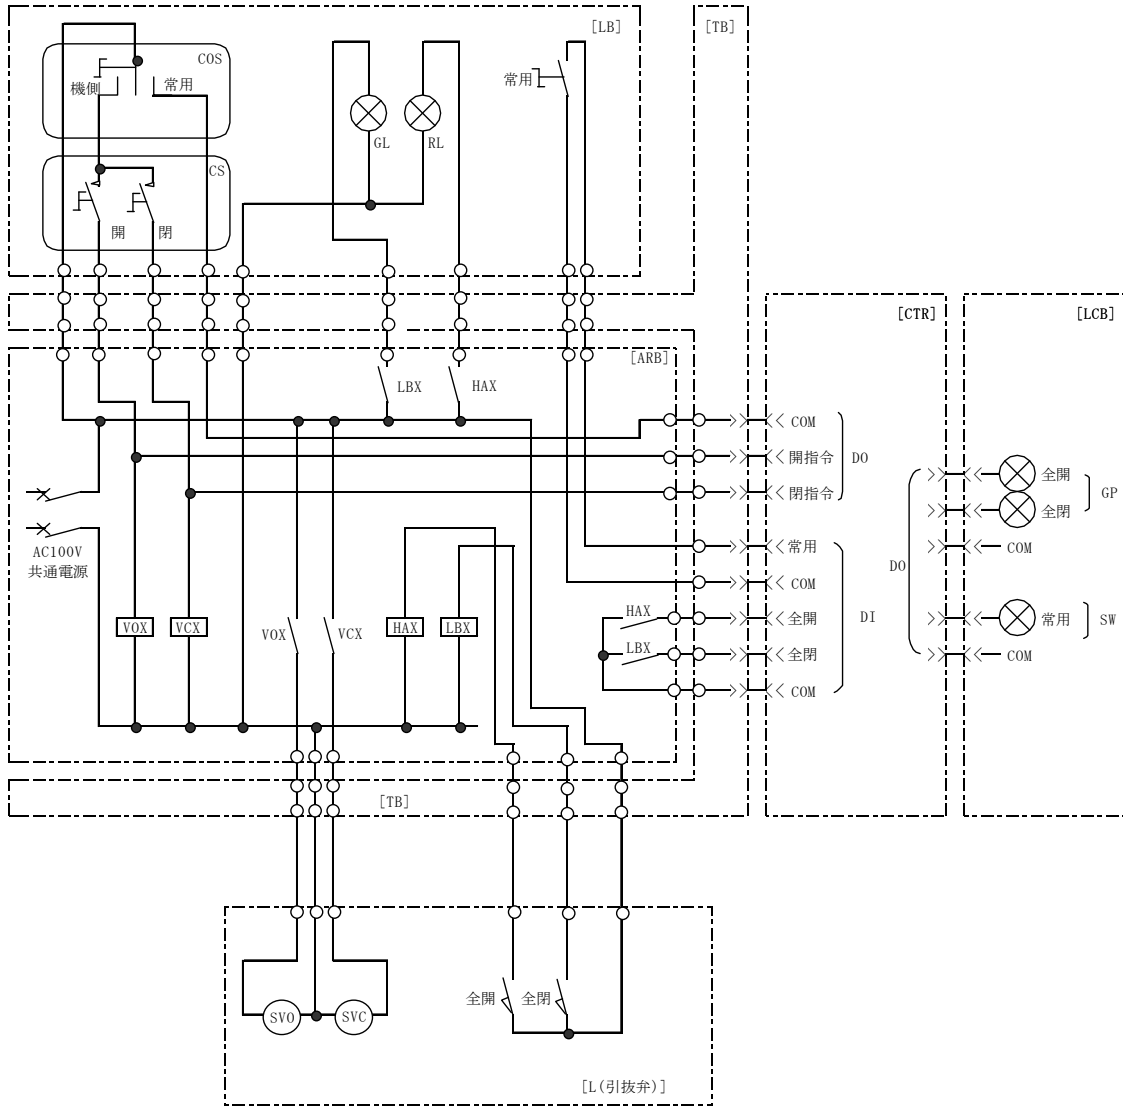 [LB]
[TB]
COS
機側
常用
常用
GL
RL
CS
開
閉
[CTR]
[LCB]
[ARB]
LBX
HAX
COM
開指令
DO
閉指令
全開
GP
全閉
AC100V
共通電源
常用
COM
DO
COM
VOX
VCX
VOX
VCX
HAX
LBX
HAX
全開
DI
常用
SW
LBX
全閉
COM
COM
[TB]
全開
全閉
SVO
SVC
[L(引抜弁)]